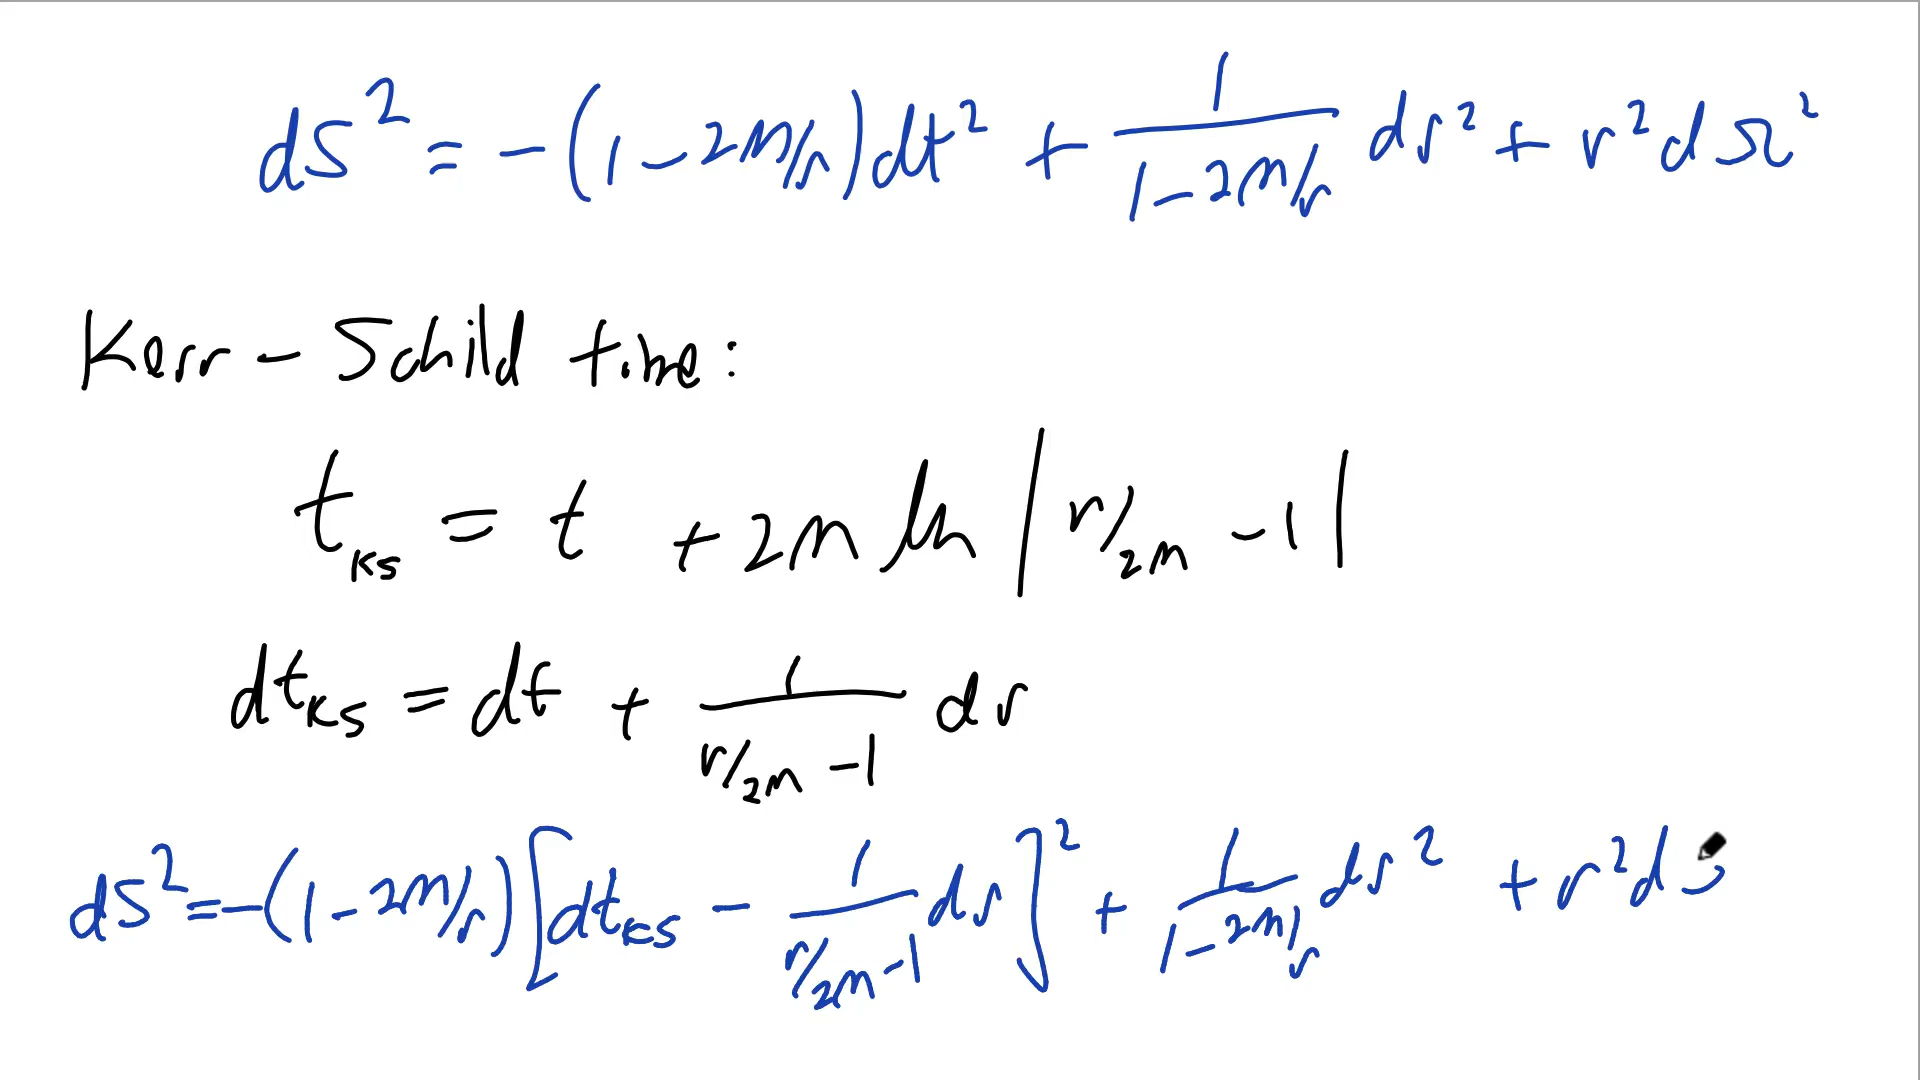 ds² = -(1-2m/r)dt² + 1/(1-2m/r) dr² + r²dΩ²
Kerr-Schild time:
t_KS = t + 2m ln|r/2m - 1|
dt_KS = dt + 1/(r/2m - 1) dr
ds² = -(1-2m/r)[dt_KS - 1/(r/2m - 1) dr]² + 1/(1-2m/r) dr² + r²d